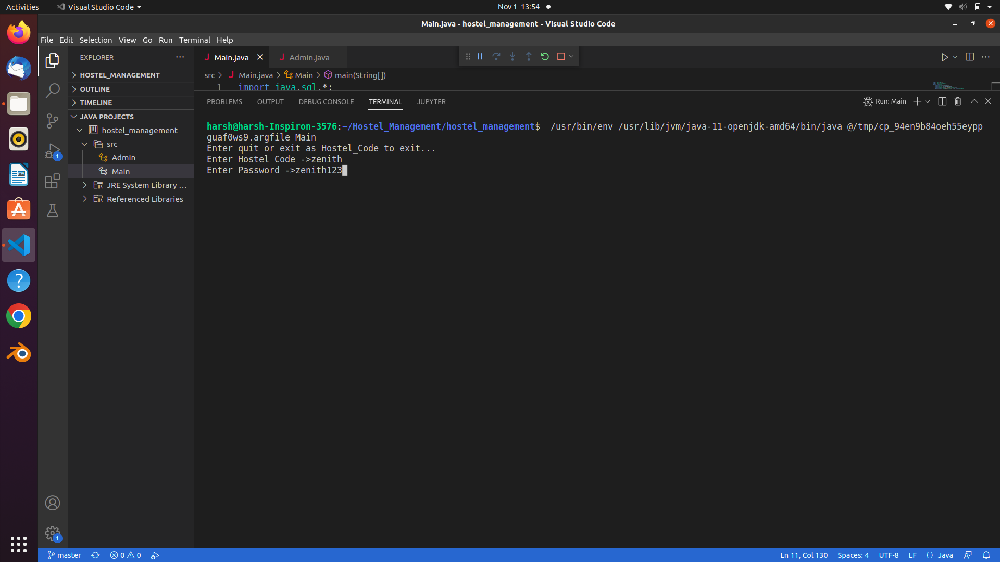 Activities
Visual Studio Code
Nov 1 13:54
Main.java - hostel_management - Visual Studio Code
File Edit Selection View Go Run Terminal Help
EXPLORER
HOSTEL_MANAGEMENT
OUTLINE
TIMELINE
JAVA PROJECTS
hostel_management
src
Admin
Main
JRE System Library ...
Referenced Libraries
1
1
Main.java
Admin.java
src > Main.java > Main > main(String[])
1 import java.sql.*;
PROBLEMS OUTPUT DEBUG CONSOLE TERMINAL JUPYTER
Run: Main
harsh@harsh-Inspiron-3576:~/Hostel_Management/hostel_management$ /usr/bin/env /usr/lib/jvm/java-11-openjdk-amd64/bin/java @/tmp/cp_94en9b84oeh55eypp
guaf0ws9.argfile Main
Enter quit or exit as Hostel_Code to exit...
Enter Hostel_Code ->zenith
Enter Password ->zenith123
master 0 0
Ln 11, Col 130 Spaces: 4 UTF-8 LF {} Java